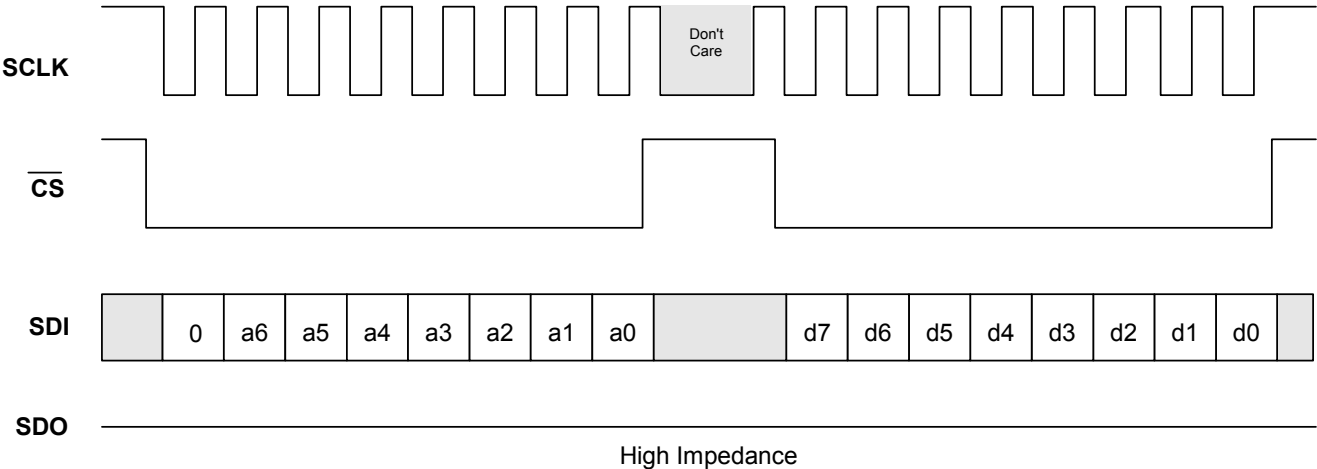 Don't
Care
SCLK
CS
SDI
0 a6 a5 a4 a3 a2 a1 a0 d7 d6 d5 d4 d3 d2 d1 d0
SDO
High Impedance